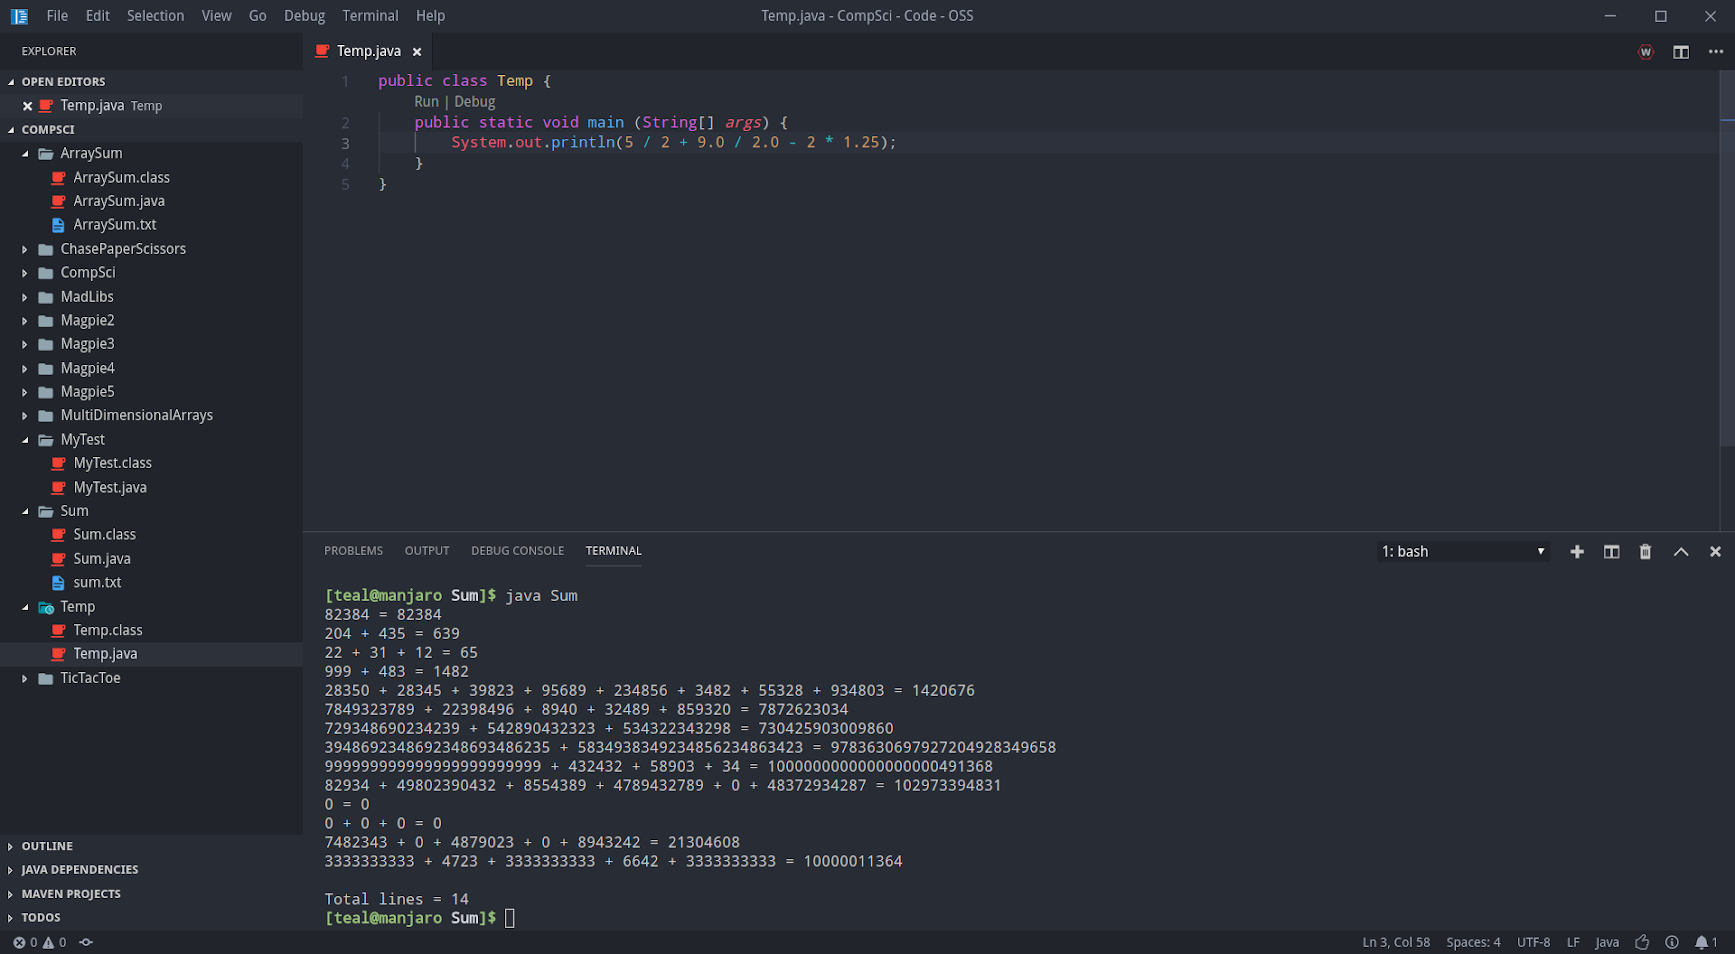 File Edit Selection View Go Debug Terminal Help
Temp.java - CompSci - Code - OSS
EXPLORER
OPEN EDITORS
Temp.java Temp
COMPSCI
ArraySum
ArraySum.class
ArraySum.java
ArraySum.txt
ChasePaperScissors
CompSci
MadLibs
Magpie2
Magpie3
Magpie4
Magpie5
MultiDimensionalArrays
MyTest
MyTest.class
MyTest.java
Sum
Sum.class
Sum.java
sum.txt
Temp
Temp.class
Temp.java
TicTacToe
OUTLINE
JAVA DEPENDENCIES
MAVEN PROJECTS
TODOS
Temp.java
W
1 public class Temp {
Run | Debug
2 public static void main (String[] args) {
3 System.out.println(5 / 2 + 9.0 / 2.0 - 2 * 1.25);
4 }
5 }
PROBLEMS OUTPUT DEBUG CONSOLE TERMINAL
1: bash
[teal@manjaro Sum]$ java Sum
82384 = 82384
204 + 435 = 639
22 + 31 + 12 = 65
999 + 483 = 1482
28350 + 28345 + 39823 + 95689 + 234856 + 3482 + 55328 + 934803 = 1420676
7849323789 + 22398496 + 8940 + 32489 + 859320 = 7872623034
729348690234239 + 542890432323 + 534322343298 = 730425903009860
3948692348692348693486235 + 5834938349234856234863423 = 9783630697927204928349658
999999999999999999999999 + 432432 + 58903 + 34 = 1000000000000000000491368
82934 + 49802390432 + 8554389 + 4789432789 + 0 + 48372934287 = 102973394831
0 = 0
0 + 0 + 0 = 0
7482343 + 0 + 4879023 + 0 + 8943242 = 21304608
3333333333 + 4723 + 3333333333 + 6642 + 3333333333 = 10000011364
Total lines = 14
[teal@manjaro Sum]$
0 0
Ln 3, Col 58 Spaces: 4 UTF-8 LF Java 1